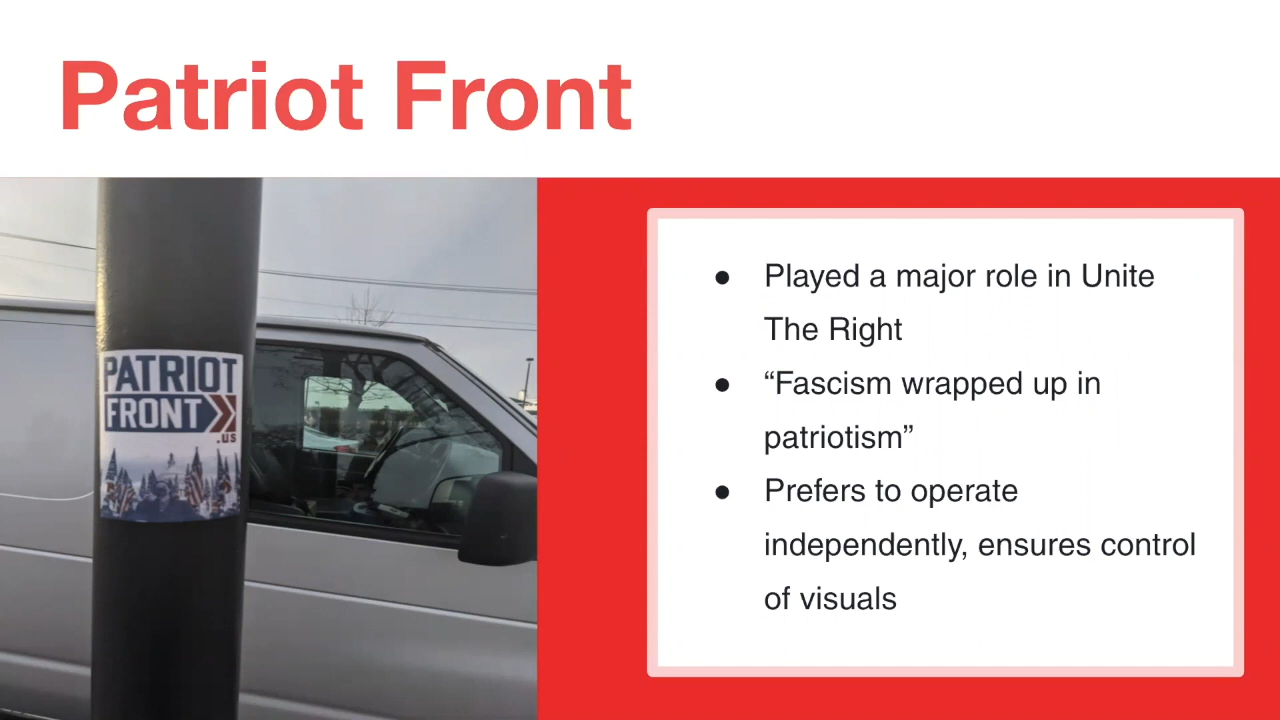 Patriot Front
PATRIOT
FRONT
.us
● Played a major role in Unite
The Right
● “Fascism wrapped up in
patriotism”
● Prefers to operate
independently, ensures control
of visuals